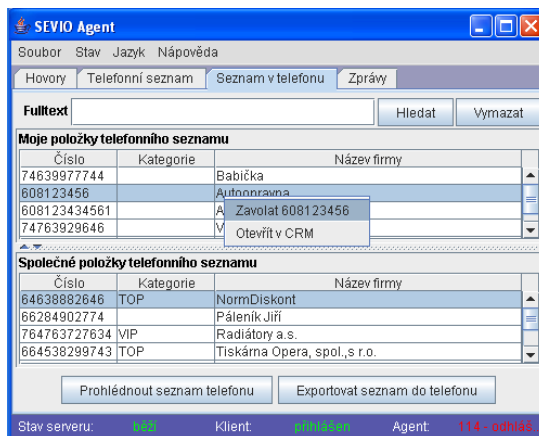 SEVIO Agent
Soubor Stav Jazyk Nápověda
Hovory Telefonní seznam Seznam v telefonu Zprávy
Fulltext Hledat Vymazat
Moje položky telefonního seznamu
Číslo Kategorie Název firmy
74639977744 Babička
608123456 Autoopravna
608123434561 A Zavolat 608123456
74763929646 V Otevřít v CRM
Společné položky telefonního seznamu
Číslo Kategorie Název firmy
64638882646 TOP NormDiskont
66284902774 Páleník Jiří
764763727634 VIP Radiátory a.s.
664538299743 TOP Tiskárna Opera, spol.,s r.o.
Prohlédnout seznam telefonu Exportovat seznam do telefonu
Stav serveru: běží Klient: přihlášen Agent: 114 - odhláš...